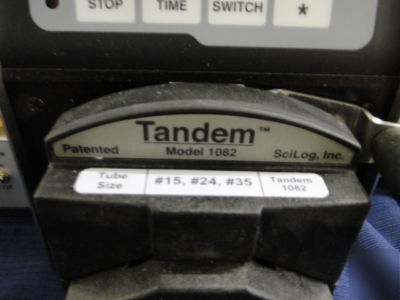 STOP TIME SWITCH *
Tandem™
Patented Model 1082 SciLog, Inc.
Tube Size #15, #24, #35 Tandem 1082